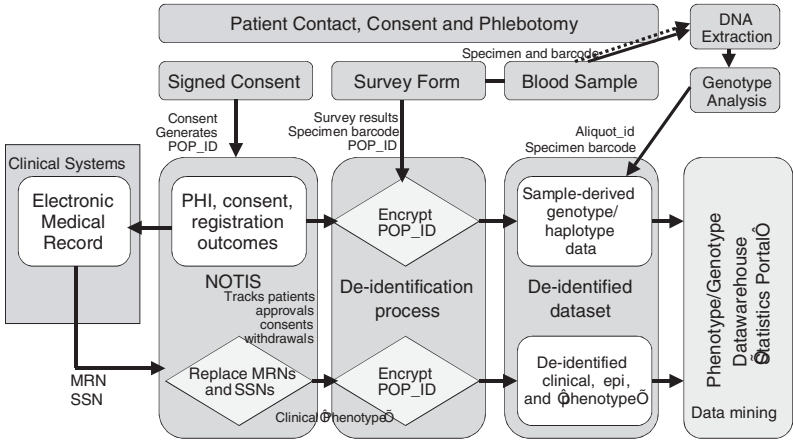 Patient Contact, Consent and Phlebotomy
DNA
Extraction
Specimen and barcode
Signed Consent
Survey Form
Blood Sample
Genotype
Analysis
Consent
Generates
POP_ID
Survey results
Specimen barcode
POP_ID
Aliquot_id
Specimen barcode
Clinical Systems
Electronic
Medical
Record
PHI, consent,
registration
outcomes
Encrypt
POP_ID
Sample-derived
genotype/
haplotype
data
NOTIS
Tracks patients
approvals
consents
withdrawals
De-identification
process
De-identified
dataset
Phenotype/Genotype
Datawarehouse
Statistics PortalÔ
Replace MRNs
and SSNs
Encrypt
POP_ID
De-identified
clinical, epi,
and ÔphenotypeÕ
MRN
SSN
Clinical ÔPhenotypeÕ
Data mining